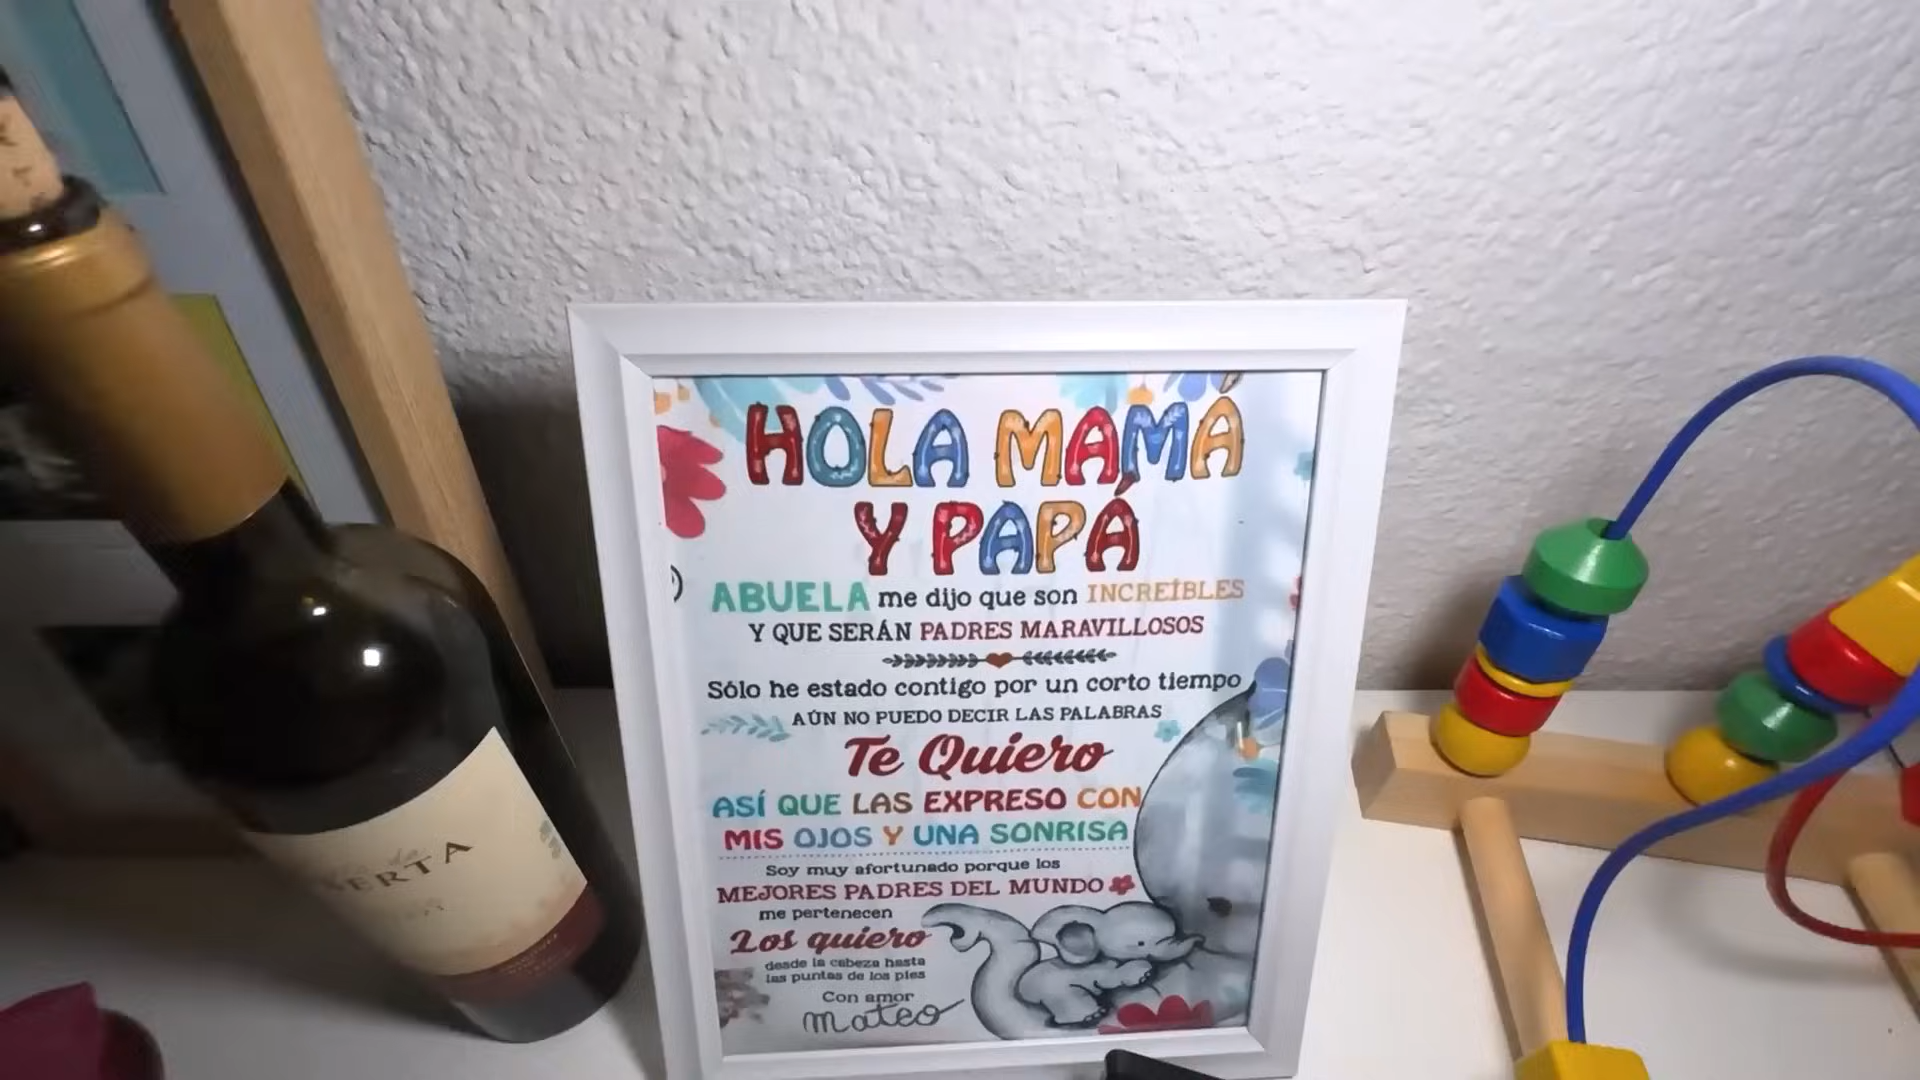 HOLA MAMÁ
Y PAPÁ
ABUELA me dijo que son INCREÍBLES
Y QUE SERÁN PADRES MARAVILLOSOS
Sólo he estado contigo por un corto tiempo
AÚN NO PUEDO DECIR LAS PALABRAS
Te Quiero
ASÍ QUE LAS EXPRESO CON
MIS OJOS Y UNA SONRISA
Soy muy afortunado porque los
MEJORES PADRES DEL MUNDO
me pertenecen
Los quiero
desde la cabeza hasta
las puntas de los pies
Con amor
Mateo